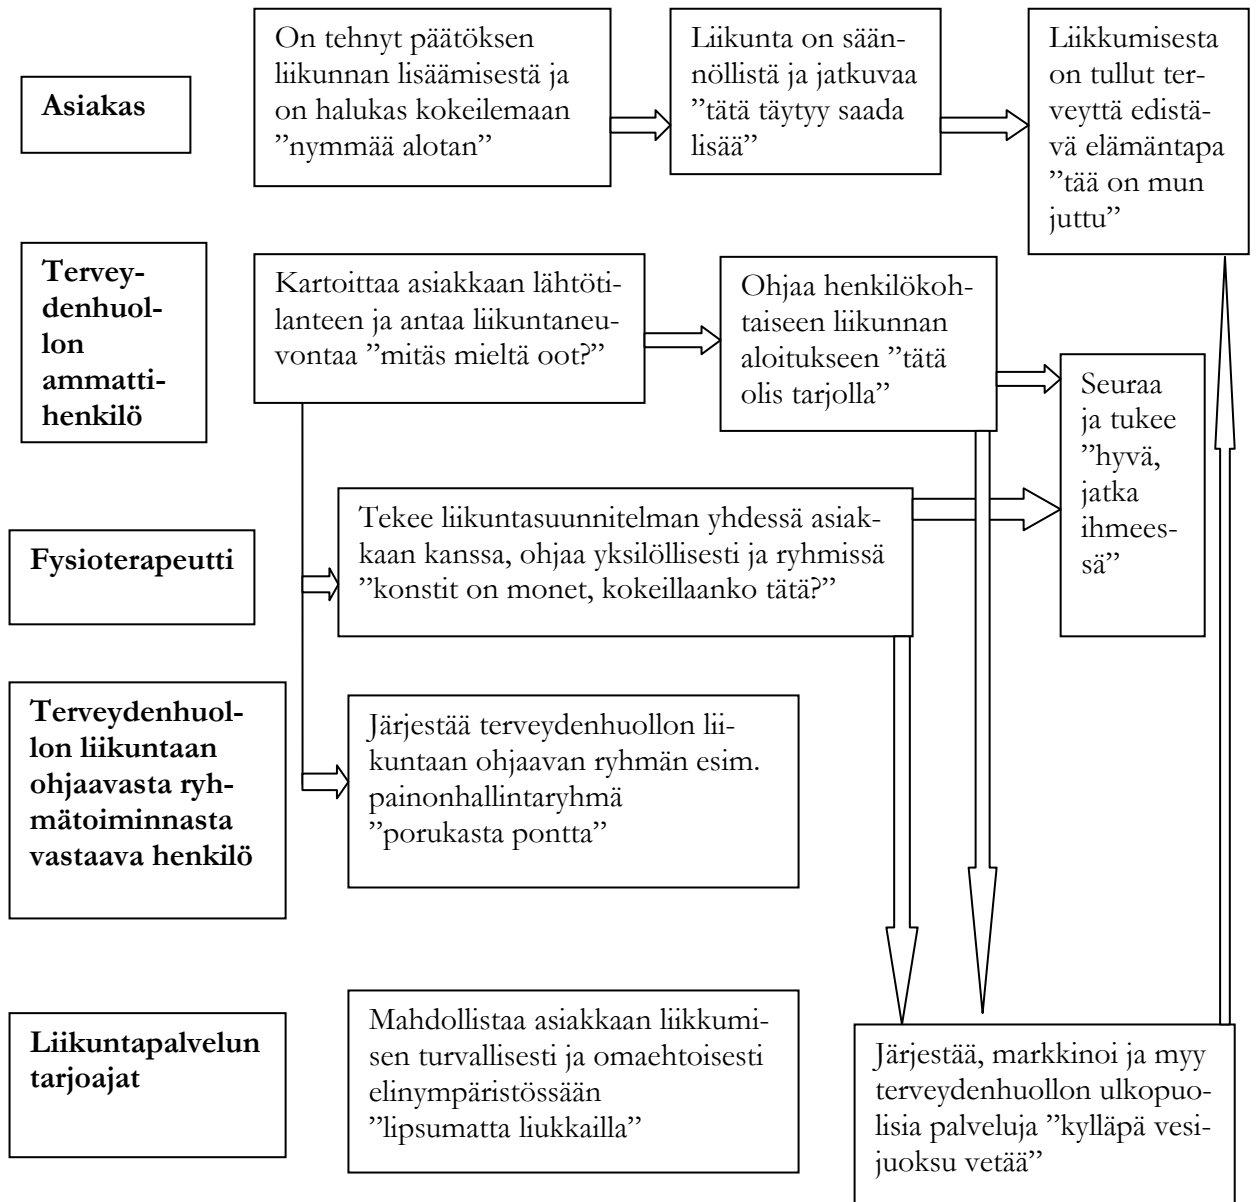 Asiakas
On tehnyt päätöksen
liikunnan lisäämisestä ja
on halukas kokeilemaan
”nymmää alotan”
Liikunta on sään-
nöllistä ja jatkuvaa
”tätä täytyy saada
lisää”
Liikkumisesta
on tullut ter-
veyttä edistä-
vä elämäntapa
”tää on mun
juttu”
Tervey-
denhuol-
lon
ammatti-
henkilö
Kartoittaa asiakkaan lähtöti-
lanteen ja antaa liikuntaneu-
vontaa ”mitäs mieltä oot?”
Ohjaa henkilökoh-
taiseen liikunnan
aloitukseen ”tätä
olis tarjolla”
Seuraa
ja tukee
”hyvä,
jatka
ihmees-
sä”
Fysioterapeutti
Tekee liikuntasuunnitelman yhdessä asiak-
kaan kanssa, ohjaa yksilöllisesti ja ryhmissä
”konstit on monet, kokeillaanko tätä?”
Terveydenhuol-
lon liikuntaan
ohjaavasta ryh-
mätoiminnasta
vastaava henkilö
Järjestää terveydenhuollon lii-
kuntaan ohjaavan ryhmän esim.
painonhallintaryhmä
”porukasta pontta”
Liikuntapalvelun
tarjoajat
Mahdollistaa asiakkaan liikkumi-
sen turvallisesti ja omaehtoisesti
elinympäristössään
”lipsumatta liukkailla”
Järjestää, markkinoi ja myy
terveydenhuollon ulkopuo-
lisia palveluja ”kylläpä vesi-
juoksu vetää”